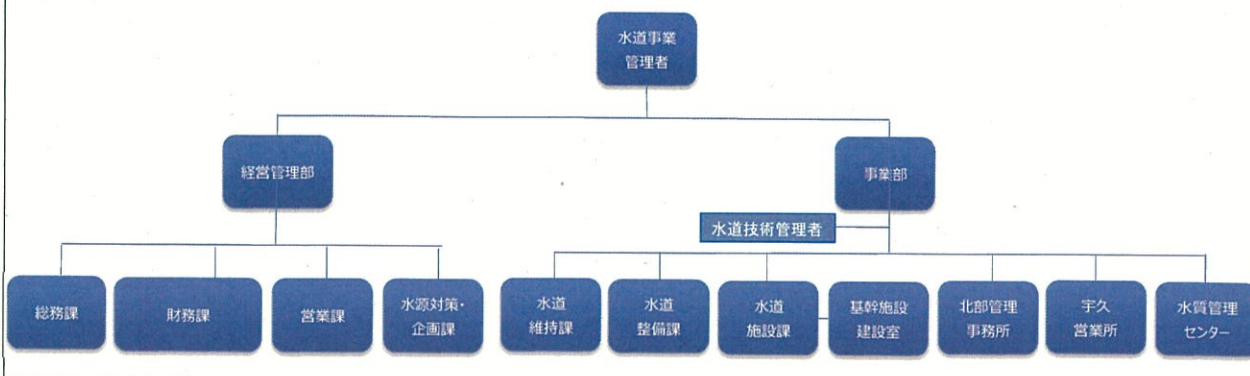 水道事業
管理者
経営管理部
事業部
水道技術管理者
総務課
財務課
営業課
水源対策・
企画課
水道
維持課
水道
整備課
水道
施設課
基幹施設
建設室
北部管理
事務所
宇久
営業所
水質管理
センター